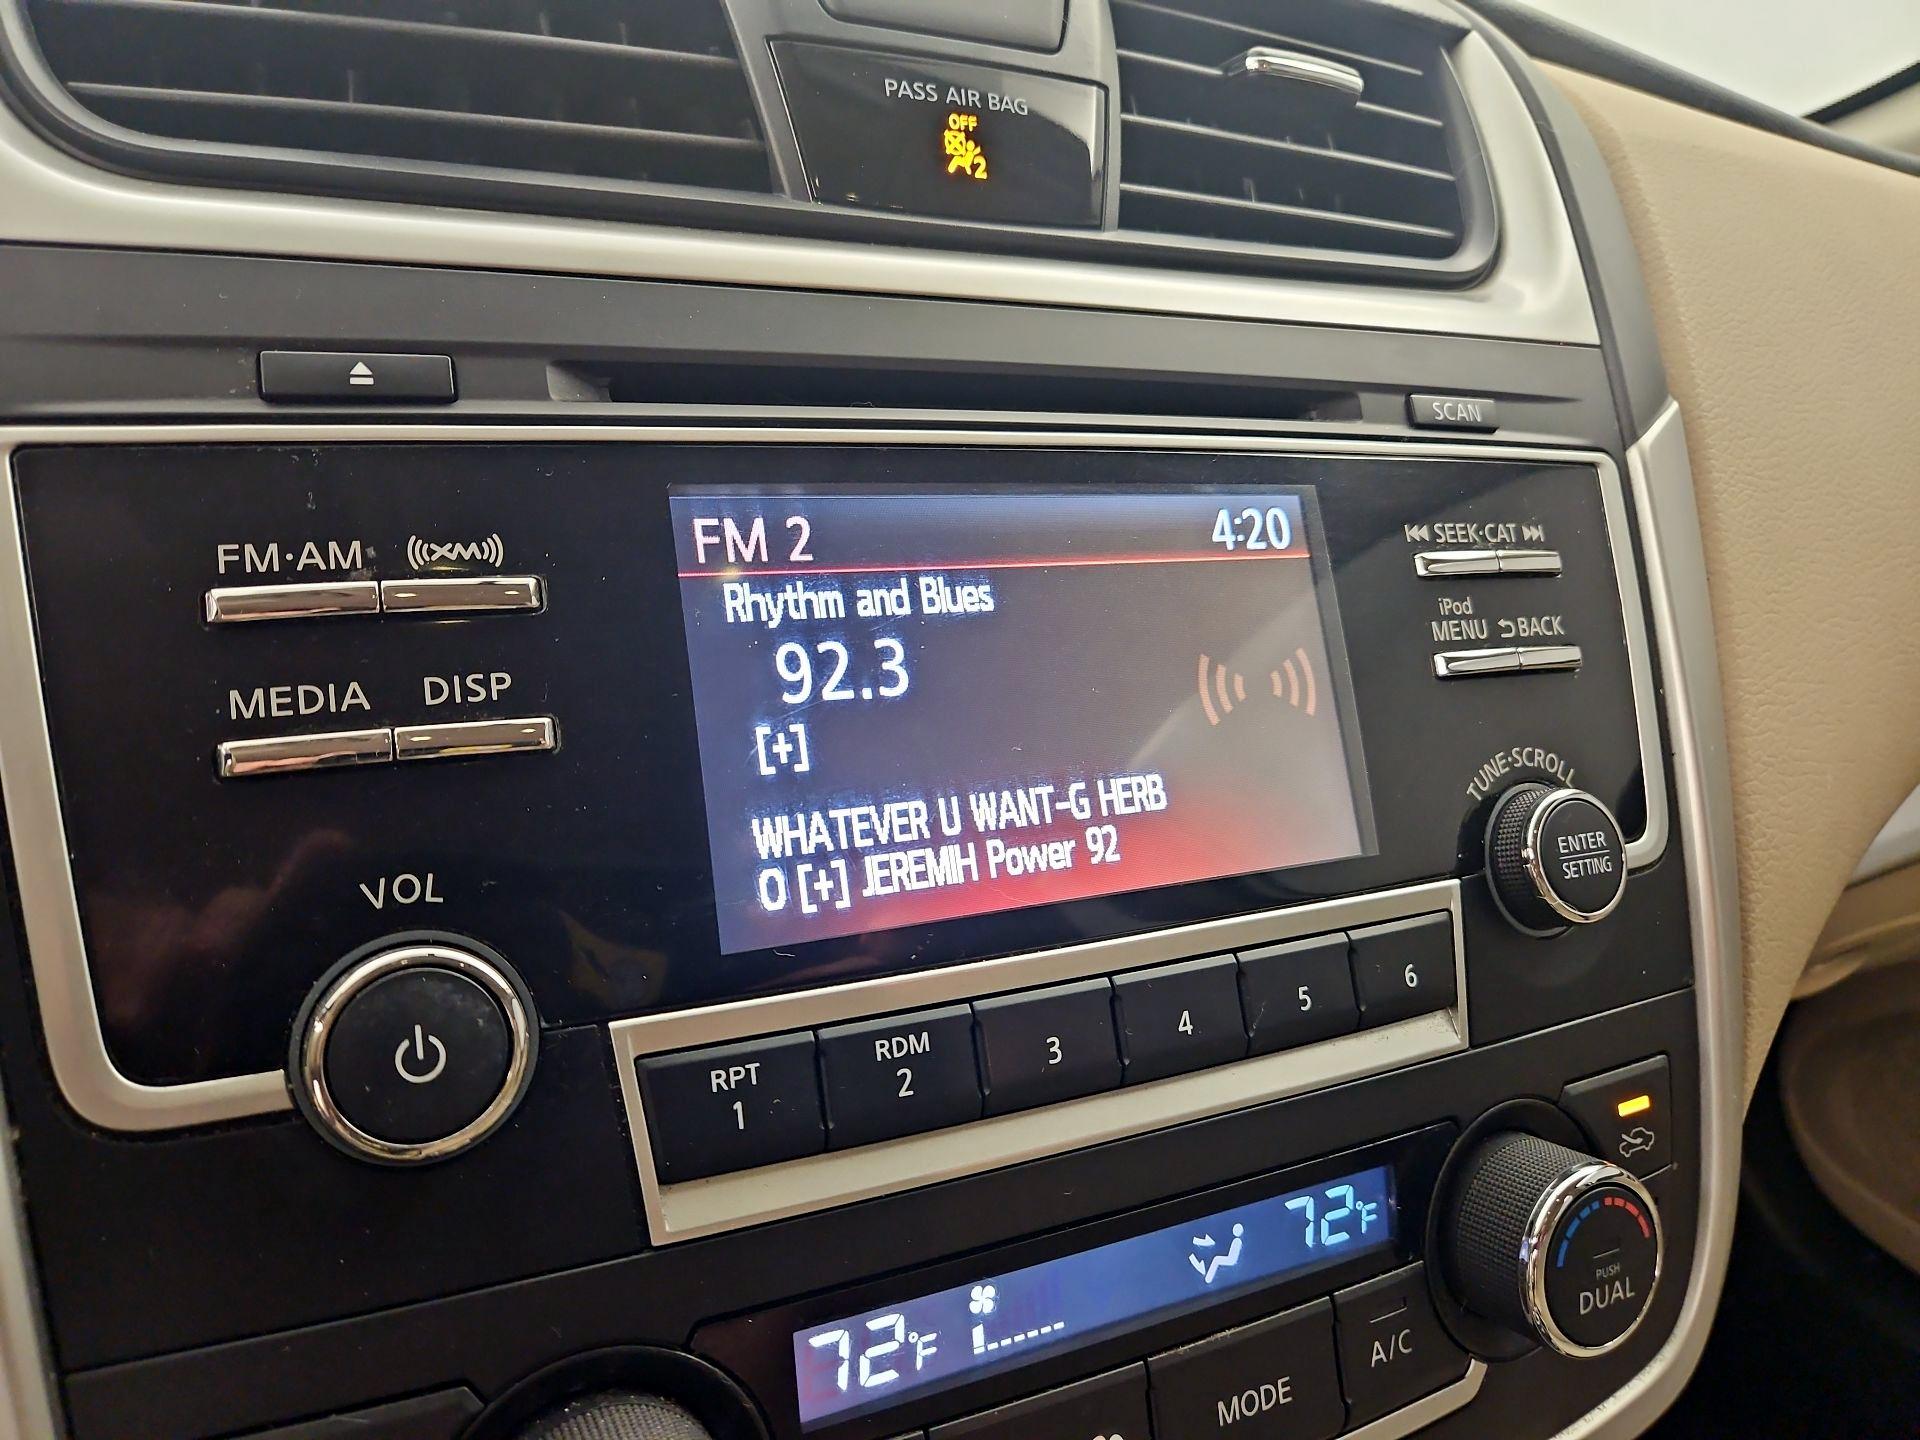 PASS AIR BAG
OFF
2
SCAN
FM·AM
XM
SEEK·CAT
iPod
MENU BACK
MEDIA DISP
FM 2 4:20
Rhythm and Blues
92.3
[+]
WHATEVER U WANT-G HERB
O [+] JEREMIH Power 92
TUNE·SCROLL
ENTER
SETTING
VOL
RPT
1
RDM
2
3
4
5
6
72°F
72°F
PUSH
DUAL
MODE
A/C